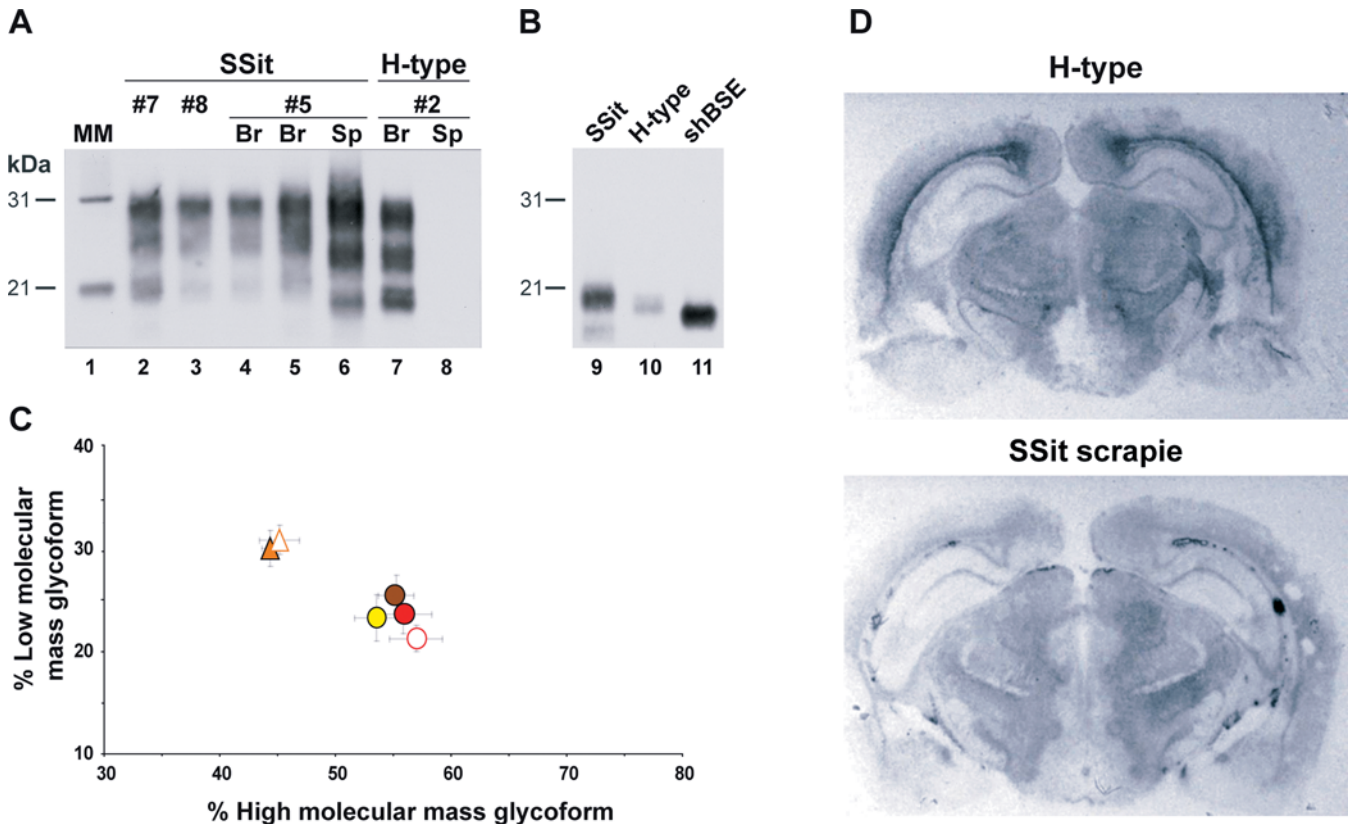 A
SSit H-type
#7 #8 #5 #2
MM Br Br Sp Br Sp
kDa
31
21
1 2 3 4 5 6 7 8
B
SSit H-type shBSE
31
21
9 10 11
C
% Low molecular
mass glycoform
40
30
20
10
30 40 50 60 70 80
% High molecular mass glycoform
D
H-type
SSit scrapie